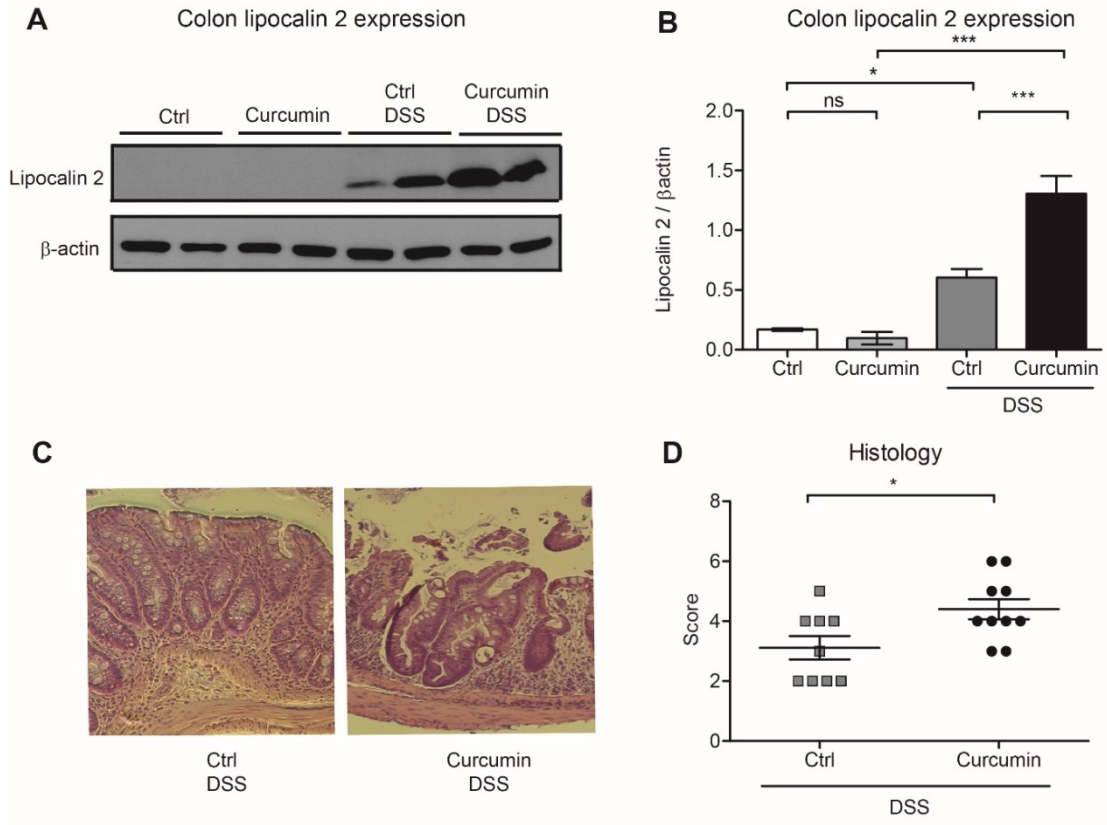 A
Colon lipocalin 2 expression
Ctrl
Curcumin
Ctrl
DSS
Curcumin
DSS
Lipocalin 2
β-actin
B
Colon lipocalin 2 expression
***
*
ns
***
2.0
1.5
1.0
0.5
0.0
Lipocalin 2 / βactin
Ctrl
Curcumin
Ctrl
Curcumin
DSS
C
Ctrl
DSS
Curcumin
DSS
D
Histology
*
8
6
4
2
0
Score
Ctrl
Curcumin
DSS